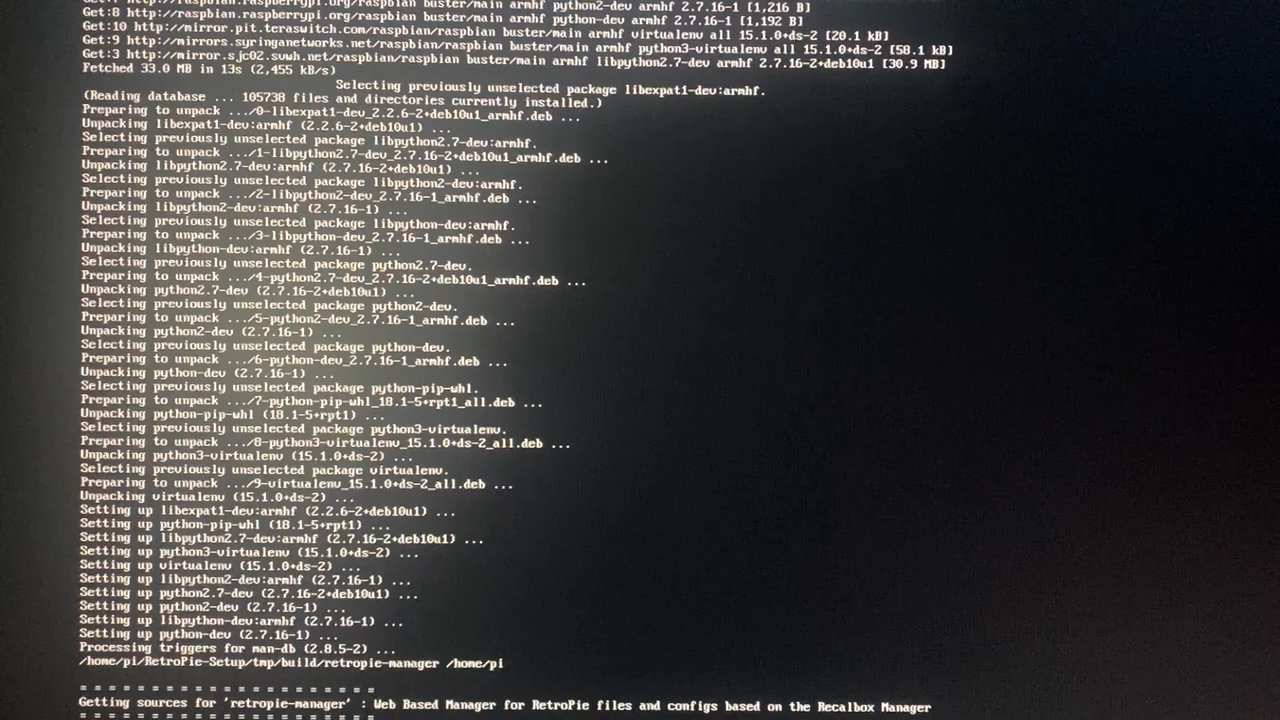 http://raspbian.raspberrypi.org/raspbian buster/main armhf python2-dev armhf 2.7.16-1 [1,216 B]
Get:8 http://raspbian.raspberrypi.org/raspbian buster/main armhf python-dev armhf 2.7.16-1 [1,192 B]
Get:10 http://mirror.pit.teraswitch.com/raspbian/raspbian buster/main armhf virtualenv all 15.1.0+ds-2 [20.1 kB]
Get:9 http://mirrors.syringanetworks.net/raspbian/raspbian buster/main armhf python3-virtualenv all 15.1.0+ds-2 [58.1 kB]
Get:3 http://mirror.sjc02.svwh.net/raspbian/raspbian buster/main armhf libpython2.7-dev armhf 2.7.16-2+deb10u1 [30.9 MB]
Fetched 33.0 MB in 13s (2,455 kB/s)
Selecting previously unselected package libexpat1-dev:armhf.
(Reading database ... 105738 files and directories currently installed.)
Preparing to unpack .../0-libexpat1-dev_2.2.6-2+deb10u1_armhf.deb ...
Unpacking libexpat1-dev:armhf (2.2.6-2+deb10u1) ...
Selecting previously unselected package libpython2.7-dev:armhf.
Preparing to unpack .../1-libpython2.7-dev_2.7.16-2+deb10u1_armhf.deb ...
Unpacking libpython2.7-dev:armhf (2.7.16-2+deb10u1) ...
Selecting previously unselected package libpython2-dev:armhf.
Preparing to unpack .../2-libpython2-dev_2.7.16-1_armhf.deb ...
Unpacking libpython2-dev:armhf (2.7.16-1) ...
Selecting previously unselected package libpython-dev:armhf.
Preparing to unpack .../3-libpython-dev_2.7.16-1_armhf.deb ...
Unpacking libpython-dev:armhf (2.7.16-1) ...
Selecting previously unselected package python2.7-dev.
Preparing to unpack .../4-python2.7-dev_2.7.16-2+deb10u1_armhf.deb ...
Unpacking python2.7-dev (2.7.16-2+deb10u1) ...
Selecting previously unselected package python2-dev.
Preparing to unpack .../5-python2-dev_2.7.16-1_armhf.deb ...
Unpacking python2-dev (2.7.16-1) ...
Selecting previously unselected package python-dev.
Preparing to unpack .../6-python-dev_2.7.16-1_armhf.deb ...
Unpacking python-dev (2.7.16-1) ...
Selecting previously unselected package python-pip-whl.
Preparing to unpack .../7-python-pip-whl_18.1-5+rpt1_all.deb ...
Unpacking python-pip-whl (18.1-5+rpt1) ...
Selecting previously unselected package python3-virtualenv.
Preparing to unpack .../8-python3-virtualenv_15.1.0+ds-2_all.deb ...
Unpacking python3-virtualenv (15.1.0+ds-2) ...
Selecting previously unselected package virtualenv.
Preparing to unpack .../9-virtualenv_15.1.0+ds-2_all.deb ...
Unpacking virtualenv (15.1.0+ds-2) ...
Setting up libexpat1-dev:armhf (2.2.6-2+deb10u1) ...
Setting up python-pip-whl (18.1-5+rpt1) ...
Setting up libpython2.7-dev:armhf (2.7.16-2+deb10u1) ...
Setting up python3-virtualenv (15.1.0+ds-2) ...
Setting up virtualenv (15.1.0+ds-2) ...
Setting up libpython2-dev:armhf (2.7.16-1) ...
Setting up python2.7-dev (2.7.16-2+deb10u1) ...
Setting up python2-dev (2.7.16-1) ...
Setting up libpython-dev:armhf (2.7.16-1) ...
Setting up python-dev (2.7.16-1) ...
Processing triggers for man-db (2.8.5-2) ...
/home/pi/RetroPie-Setup/tmp/build/retropie-manager /home/pi
= = = = = = = = = = = = = = = = = = = = =
Getting sources for 'retropie-manager' : Web Based Manager for RetroPie files and configs based on the Recalbox Manager
= = = = = = = = = = = = = = = = = = = = =